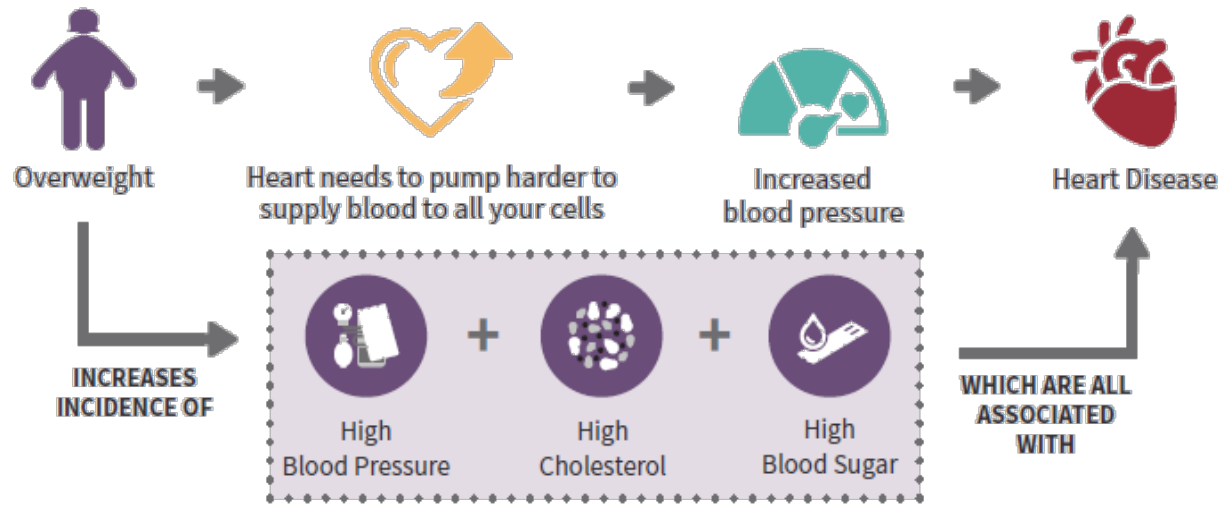 Overweight
Heart needs to pump harder to
supply blood to all your cells
Increased
blood pressure
Heart Disease
INCREASES
INCIDENCE OF
High
Blood Pressure
+
High
Cholesterol
+
High
Blood Sugar
WHICH ARE ALL
ASSOCIATED
WITH